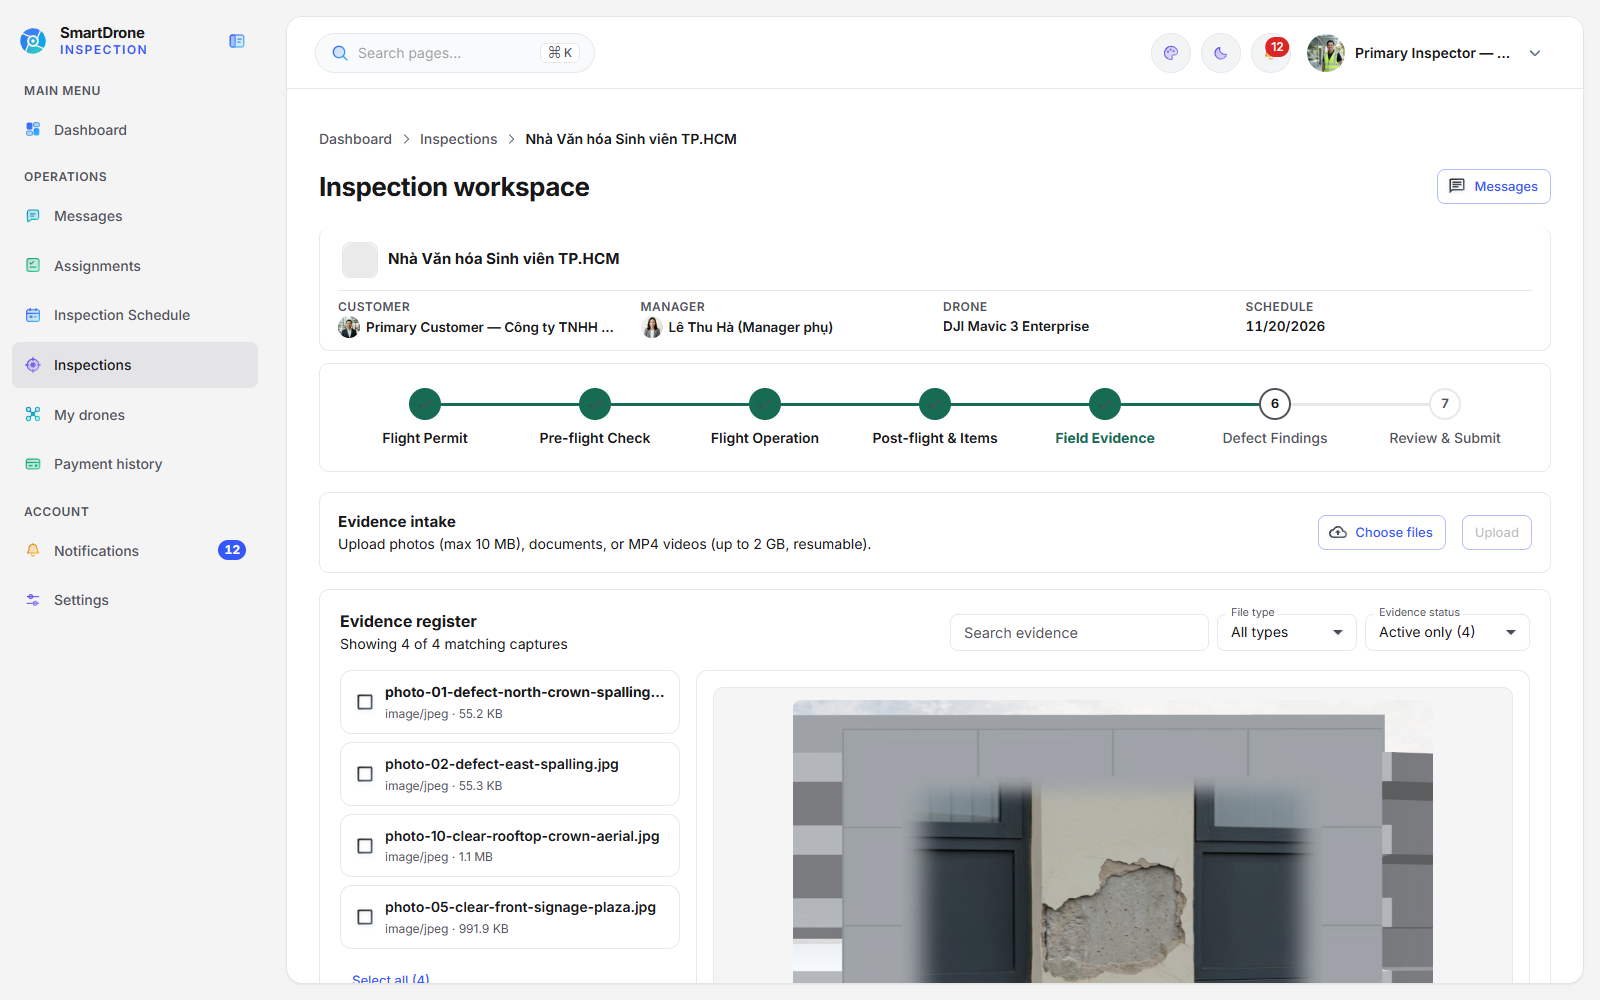 SmartDrone
INSPECTION
MAIN MENU
Dashboard
OPERATIONS
Messages
Assignments
Inspection Schedule
Inspections
My drones
Payment history
ACCOUNT
Notifications
12
Settings
Search pages...
⌘ K
12
Primary Inspector — ...
Dashboard > Inspections > Nhà Văn hóa Sinh viên TP.HCM
Inspection workspace
Messages
Nhà Văn hóa Sinh viên TP.HCM
CUSTOMER
Primary Customer — Công ty TNHH ...
MANAGER
Lê Thu Hà (Manager phụ)
DRONE
DJI Mavic 3 Enterprise
SCHEDULE
11/20/2026
Flight Permit
Pre-flight Check
Flight Operation
Post-flight & Items
Field Evidence
6
Defect Findings
7
Review & Submit
Evidence intake
Upload photos (max 10 MB), documents, or MP4 videos (up to 2 GB, resumable).
Choose files
Upload
Evidence register
Showing 4 of 4 matching captures
Search evidence
File type
All types
Evidence status
Active only (4)
photo-01-defect-north-crown-spalling...
image/jpeg · 55.2 KB
photo-02-defect-east-spalling.jpg
image/jpeg · 55.3 KB
photo-10-clear-rooftop-crown-aerial.jpg
image/jpeg · 1.1 MB
photo-05-clear-front-signage-plaza.jpg
image/jpeg · 991.9 KB
Select all (4)